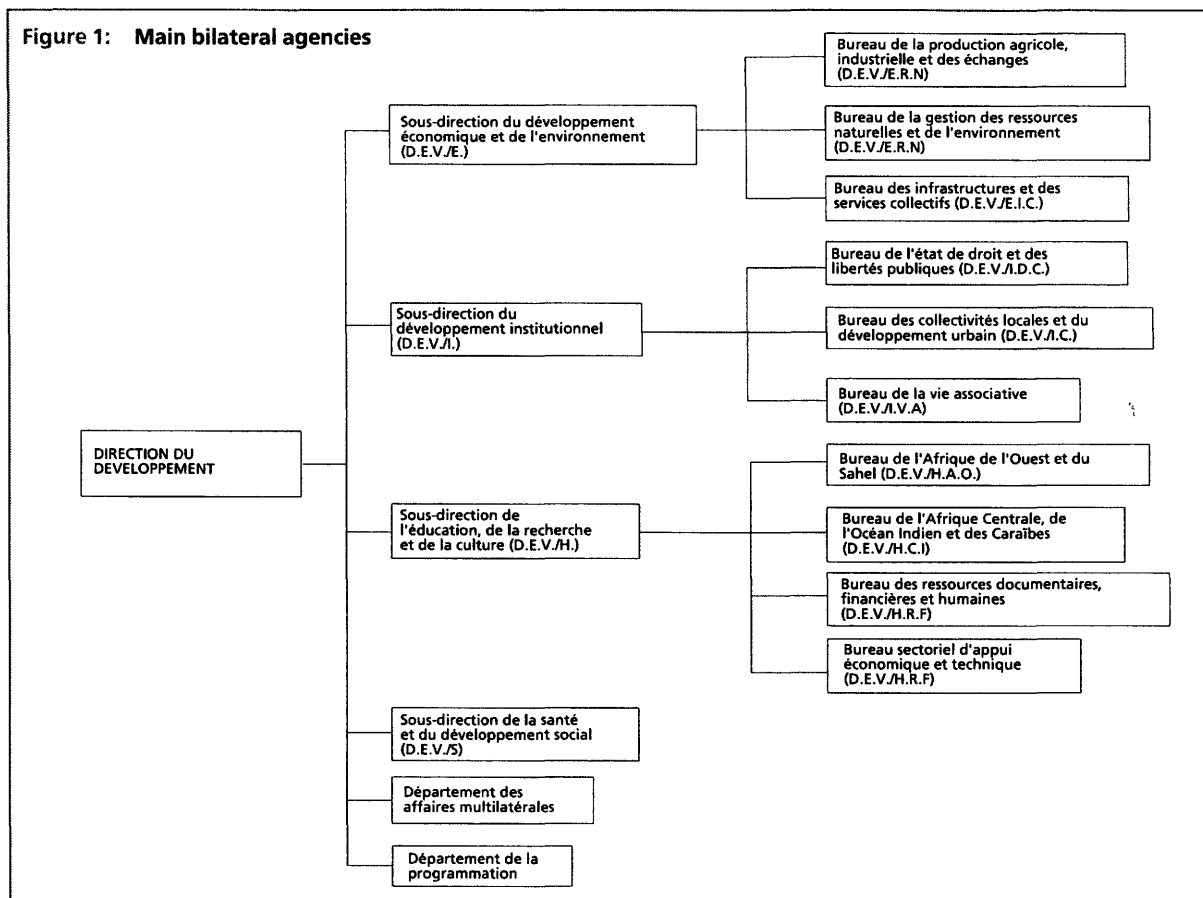 Figure 1: Main bilateral agencies
Bureau de la production agricole,
industrielle et des échanges
(D.E.V./E.R.N)
Sous-direction du développement
économique et de l'environnement
(D.E.V./E.)
Bureau de la gestion des ressources
naturelles et de l'environnement
(D.E.V./E.R.N)
Bureau des infrastructures et des
services collectifs (D.E.V./E.I.C.)
Bureau de l'état de droit et des
libertés publiques (D.E.V./I.D.C.)
Sous-direction du
développement institutionnel
(D.E.V./I.)
Bureau des collectivités locales et du
développement urbain (D.E.V./I.C.)
Bureau de la vie associative
(D.E.V./I.V.A)
DIRECTION DU
DEVELOPPEMENT
Bureau de l'Afrique de l'Ouest et du
Sahel (D.E.V./H.A.O.)
Sous-direction de
l'éducation, de la recherche
et de la culture (D.E.V./H.)
Bureau de l'Afrique Centrale, de
l'Océan Indien et des Caraïbes
(D.E.V./H.C.I)
Bureau des ressources documentaires,
financières et humaines
(D.E.V./H.R.F)
Bureau sectoriel d'appui
économique et technique
(D.E.V./H.R.F)
Sous-direction de la santé
et du développement social
(D.E.V./S)
Département des
affaires multilatérales
Département de la
programmation